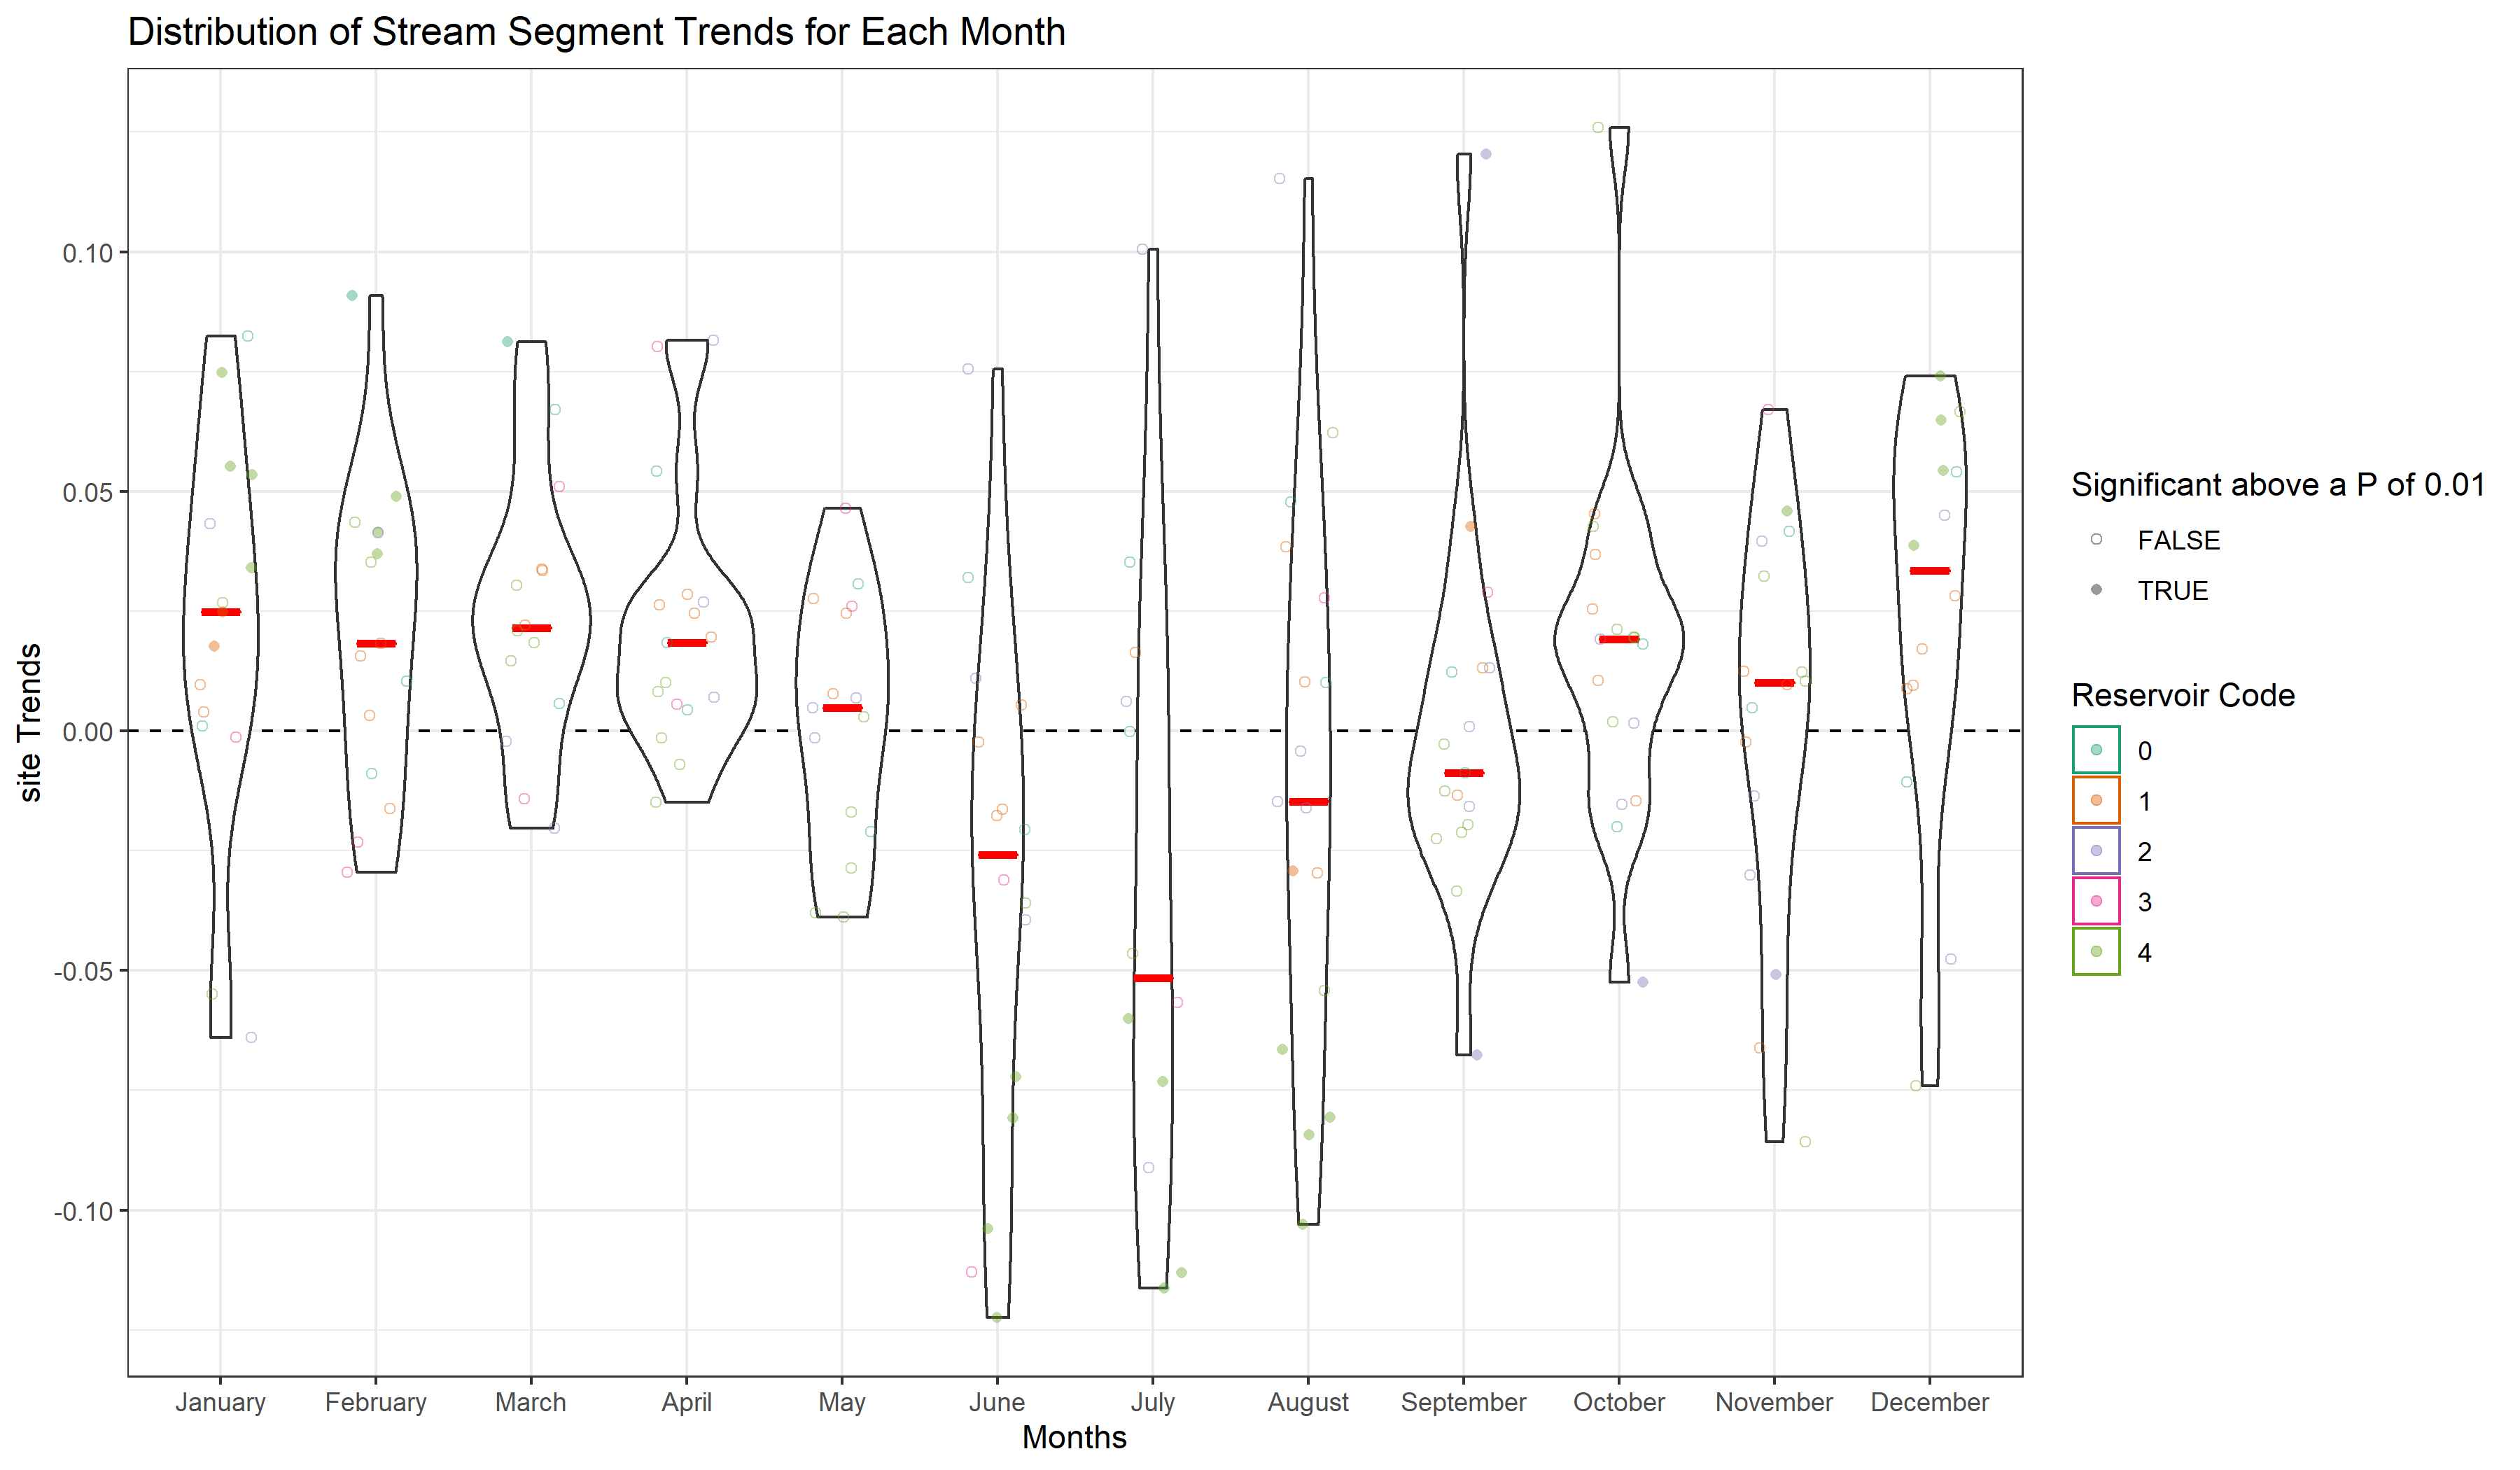 Distribution of Stream Segment Trends for Each Month
site Trends
0.10
0.05
0.00
-0.05
-0.10
January February March April May June July August September October November December
Months
Significant above a P of 0.01
FALSE
TRUE
Reservoir Code
0
1
2
3
4